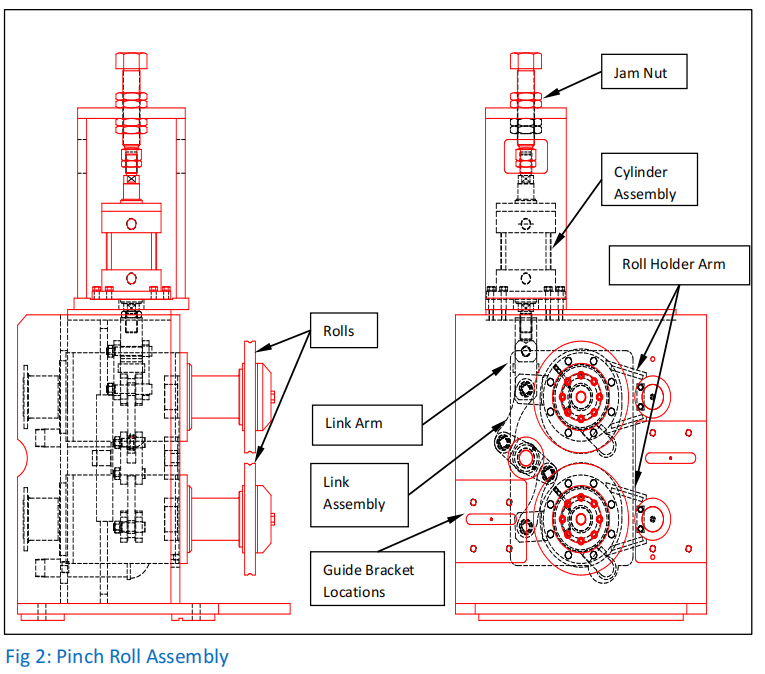 Jam Nut
Cylinder
Assembly
Roll Holder Arm
Rolls
Link Arm
Link
Assembly
Guide Bracket
Locations
Fig 2: Pinch Roll Assembly